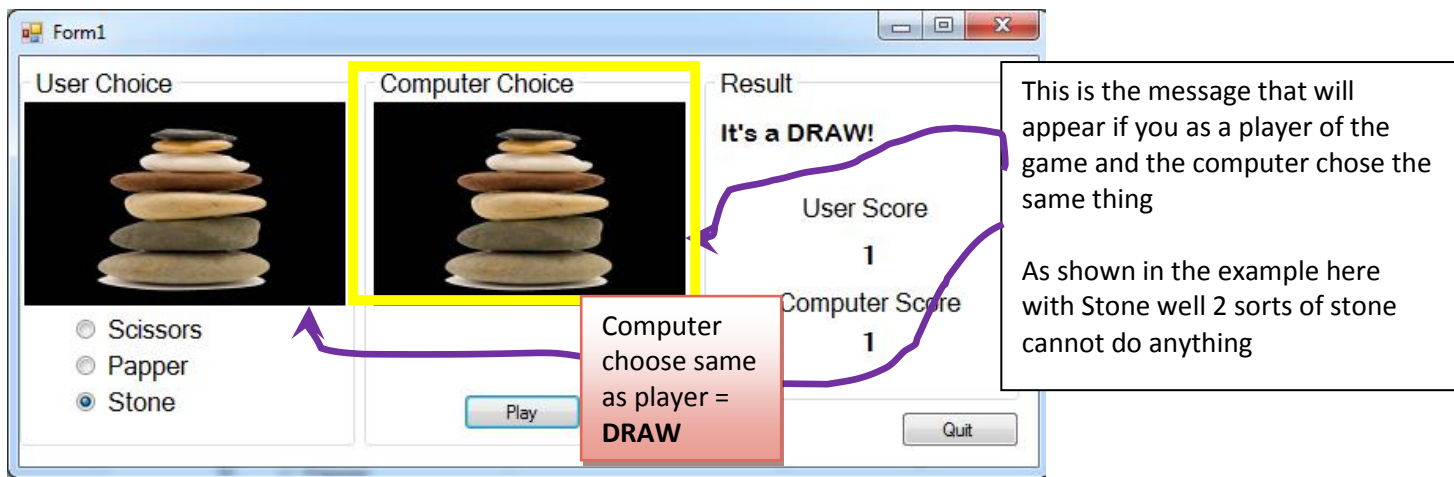 Form1
User Choice
Computer Choice
Result
It's a DRAW!
User Score
1
Computer Score
1
Scissors
Papper
Stone
Play
Quit
Computer
choose same
as player =
DRAW
This is the message that will
appear if you as a player of the
game and the computer chose the
same thing
As shown in the example here
with Stone well 2 sorts of stone
cannot do anything